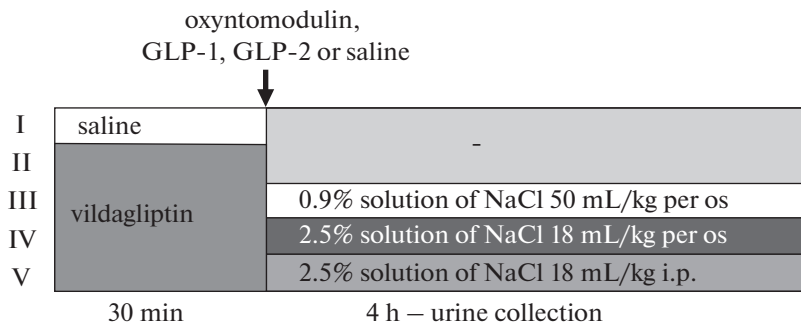 oxyntomodulin,
GLP-1, GLP-2 or saline
I
saline
II
-
III
vildagliptin
0.9% solution of NaCl 50 mL/kg per os
IV
2.5% solution of NaCl 18 mL/kg per os
V
2.5% solution of NaCl 18 mL/kg i.p.
30 min
4 h – urine collection